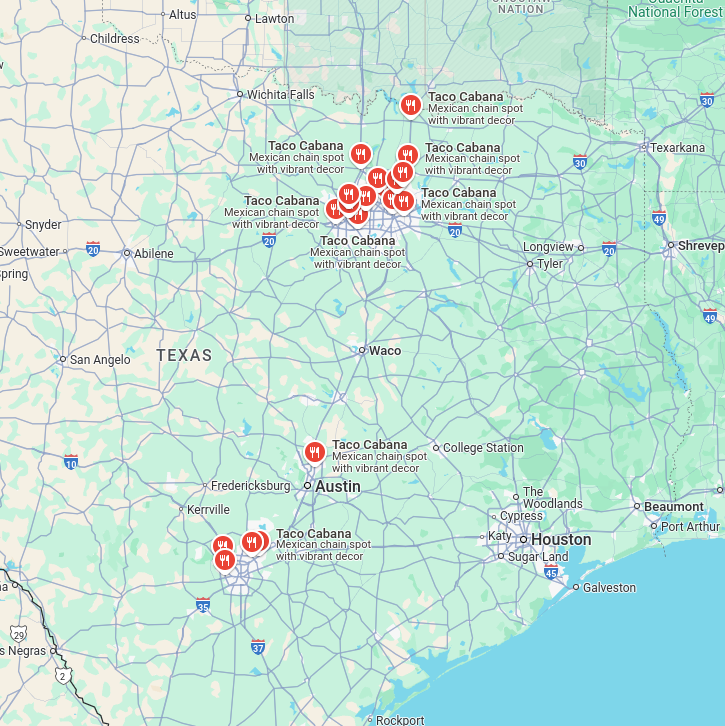 CHOCTAW
NATION
Ouachita
National Forest
Altus
Lawton
Childress
Wichita Falls
Taco Cabana
Mexican chain spot
with vibrant decor
30
Taco Cabana
Mexican chain spot
with vibrant decor
Taco Cabana
Mexican chain spot
with vibrant decor
Texarkana
30
Taco Cabana
Mexican chain spot
with vibrant decor
Taco Cabana
Mexican chain spot
with vibrant decor
Snyder
49
20
Taco Cabana
Mexican chain spot
with vibrant decor
20
Sweetwater
20
Abilene
Longview
20
Shrevep
Tyler
Spring
49
Waco
TEXAS
San Angelo
Taco Cabana
Mexican chain spot
with vibrant decor
College Station
10
Fredericksburg
Austin
The
Woodlands
Kerrville
Cypress
Beaumont
Port Arthur
Taco Cabana
Mexican chain spot
with vibrant decor
Katy
Houston
Sugar Land
45
Galveston
35
29
37
s Negras
2
Rockport